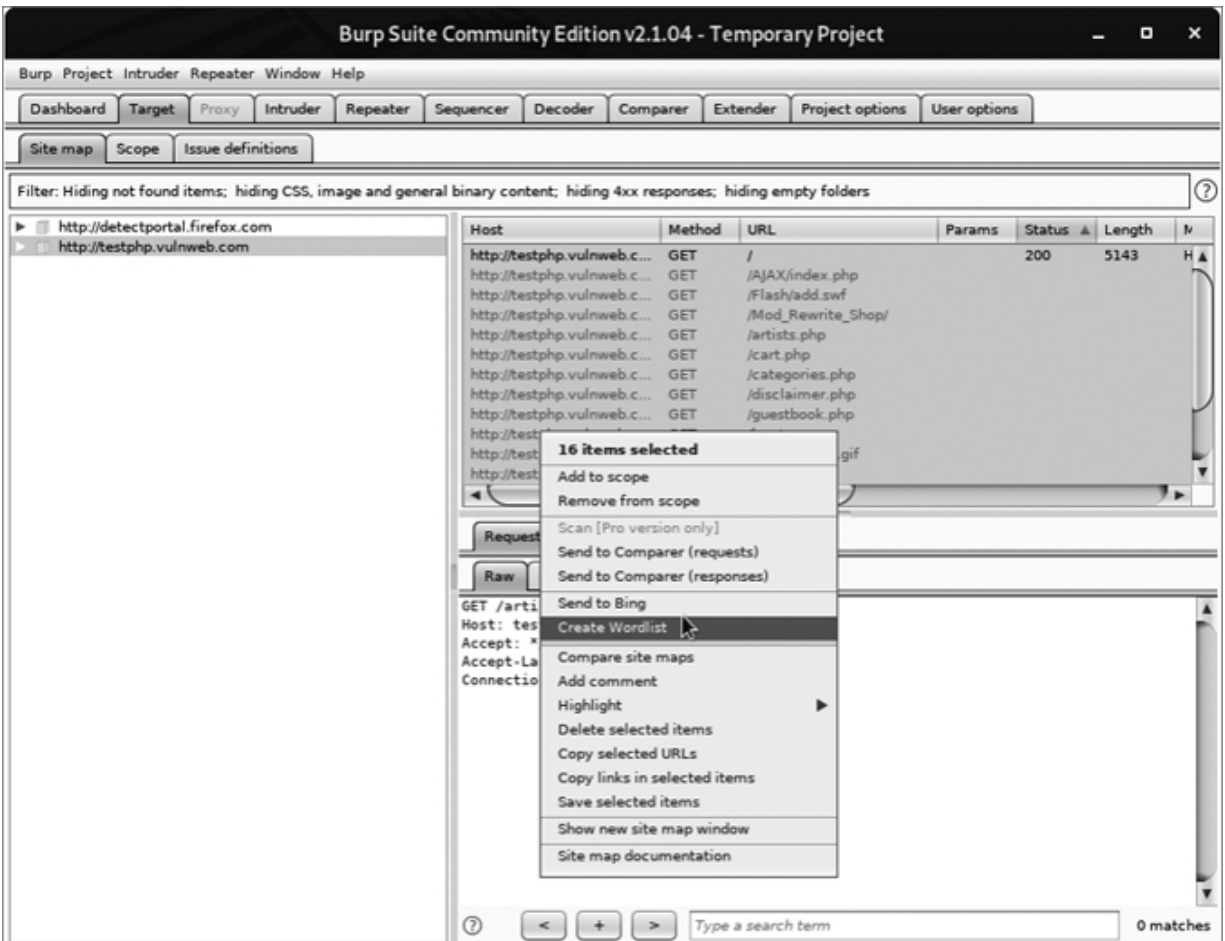 Burp Suite Community Edition v2.1.04 - Temporary Project
Burp Project Intruder Repeater Window Help
Dashboard Target Proxy Intruder Repeater Sequencer Decoder Comparer Extender Project options User options
Site map Scope Issue definitions
Filter: Hiding not found items; hiding CSS, image and general binary content; hiding 4xx responses; hiding empty folders
http://detectportal.firefox.com
http://testphp.vulnweb.com
Host Method URL Params Status Length
http://testphp.vulnweb.c... GET / 200 5143 H
http://testphp.vulnweb.c... GET /AJAX/index.php
http://testphp.vulnweb.c... GET /Flash/add.swf
http://testphp.vulnweb.c... GET /Mod_Rewrite_Shop/
http://testphp.vulnweb.c... GET /artists.php
http://testphp.vulnweb.c... GET /cart.php
http://testphp.vulnweb.c... GET /categories.php
http://testphp.vulnweb.c... GET /disclaimer.php
http://testphp.vulnweb.c... GET /guestbook.php
http://test
http://test .gif
http://test
16 items selected
Add to scope
Remove from scope
Scan [Pro version only]
Send to Comparer (requests)
Send to Comparer (responses)
Send to Bing
Create Wordlist
Compare site maps
Add comment
Highlight
Delete selected items
Copy selected URLs
Copy links in selected items
Save selected items
Show new site map window
Site map documentation
Request
Raw
GET /arti
Host: tes
Accept: *
Accept-La
Connectio
? < + > Type a search term 0 matches